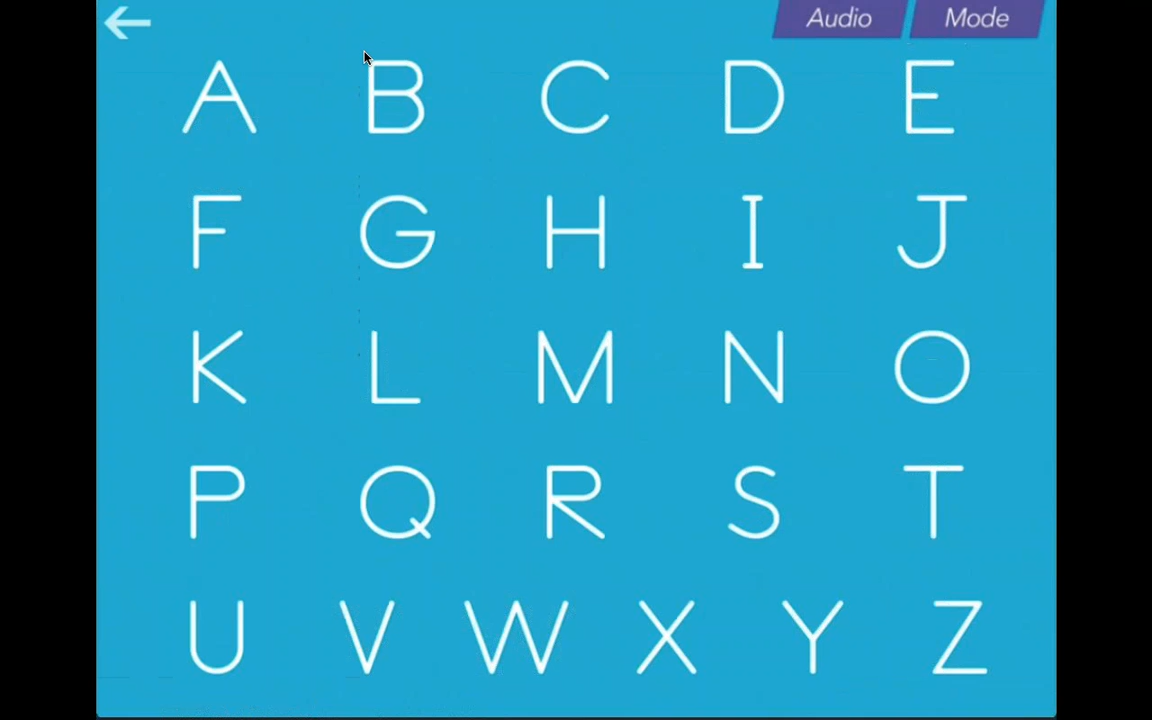 Audio Mode
A B C D E
F G H I J
K L M N O
P Q R S T
U V W X Y Z